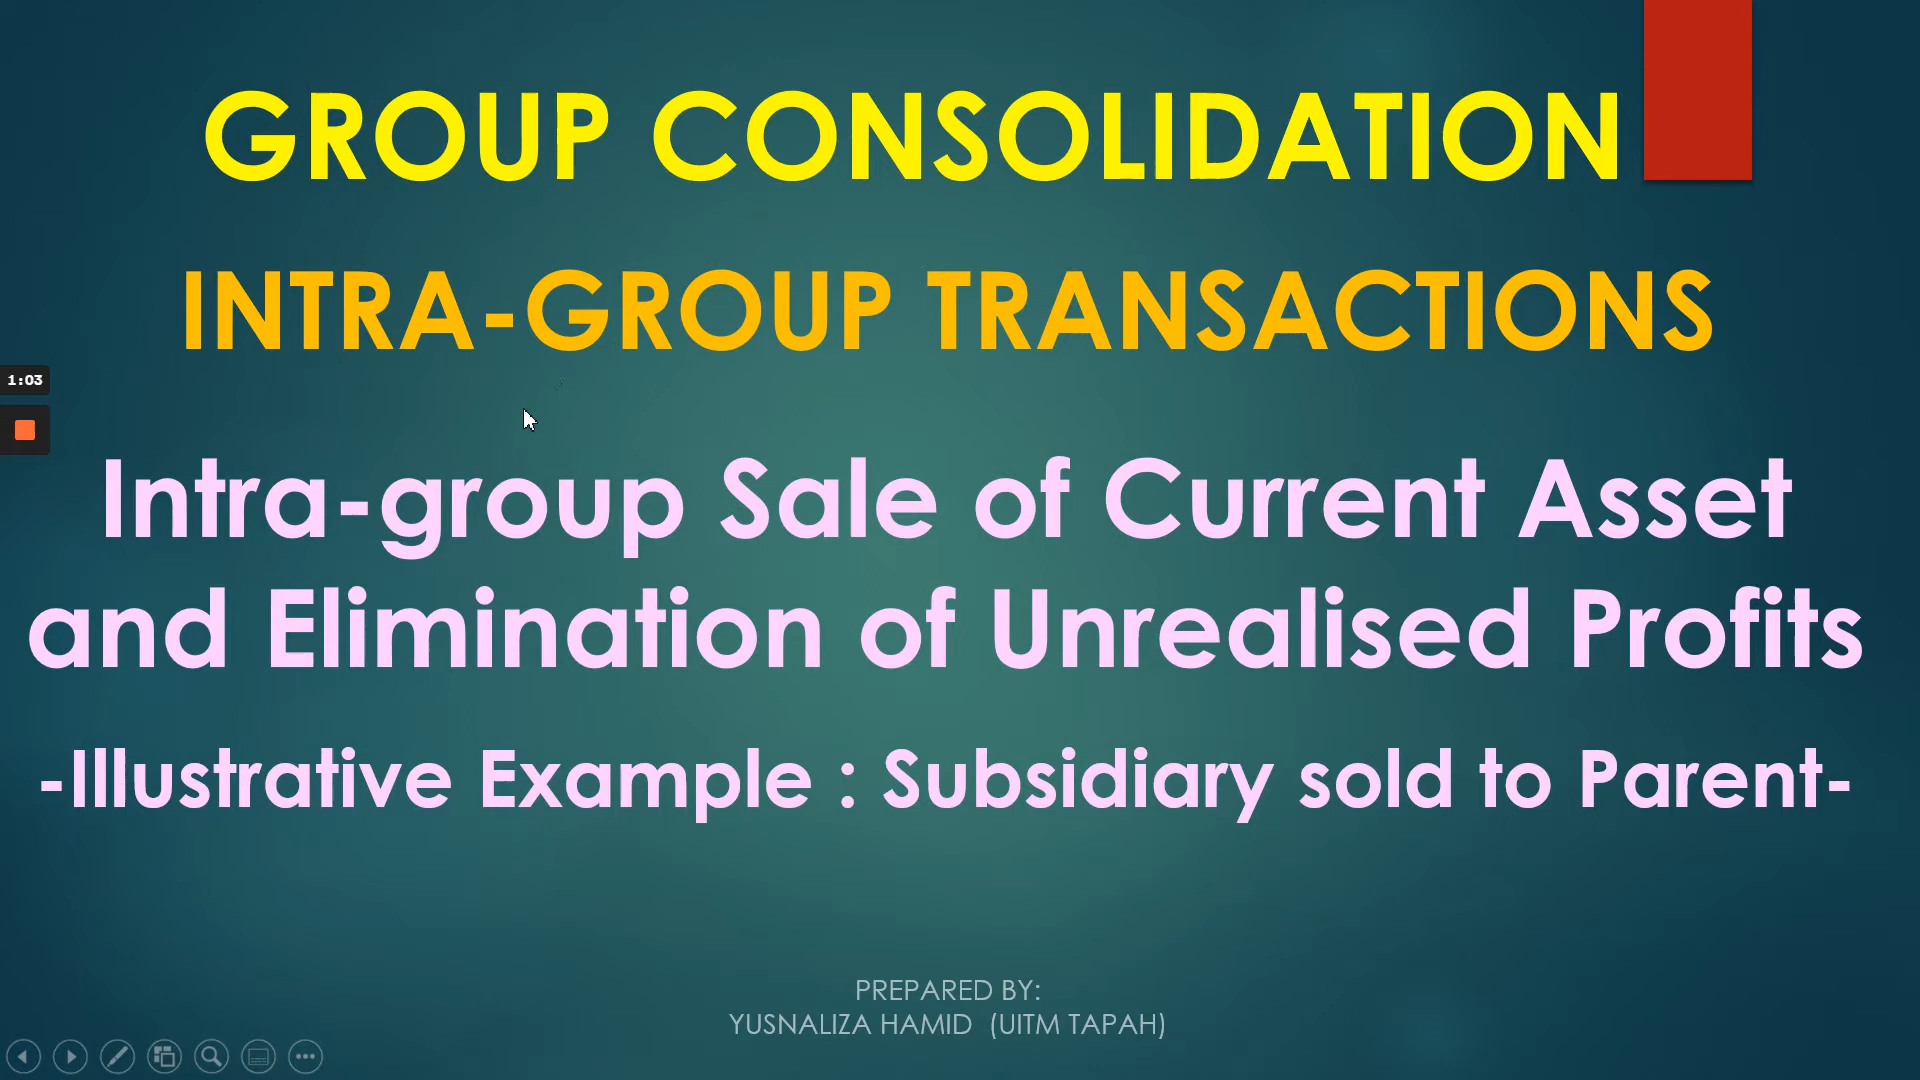 GROUP CONSOLIDATION
INTRA-GROUP TRANSACTIONS
1:03
Intra-group Sale of Current Asset
and Elimination of Unrealised Profits
-Illustrative Example : Subsidiary sold to Parent-
PREPARED BY:
YUSNALIZA HAMID (UITM TAPAH)